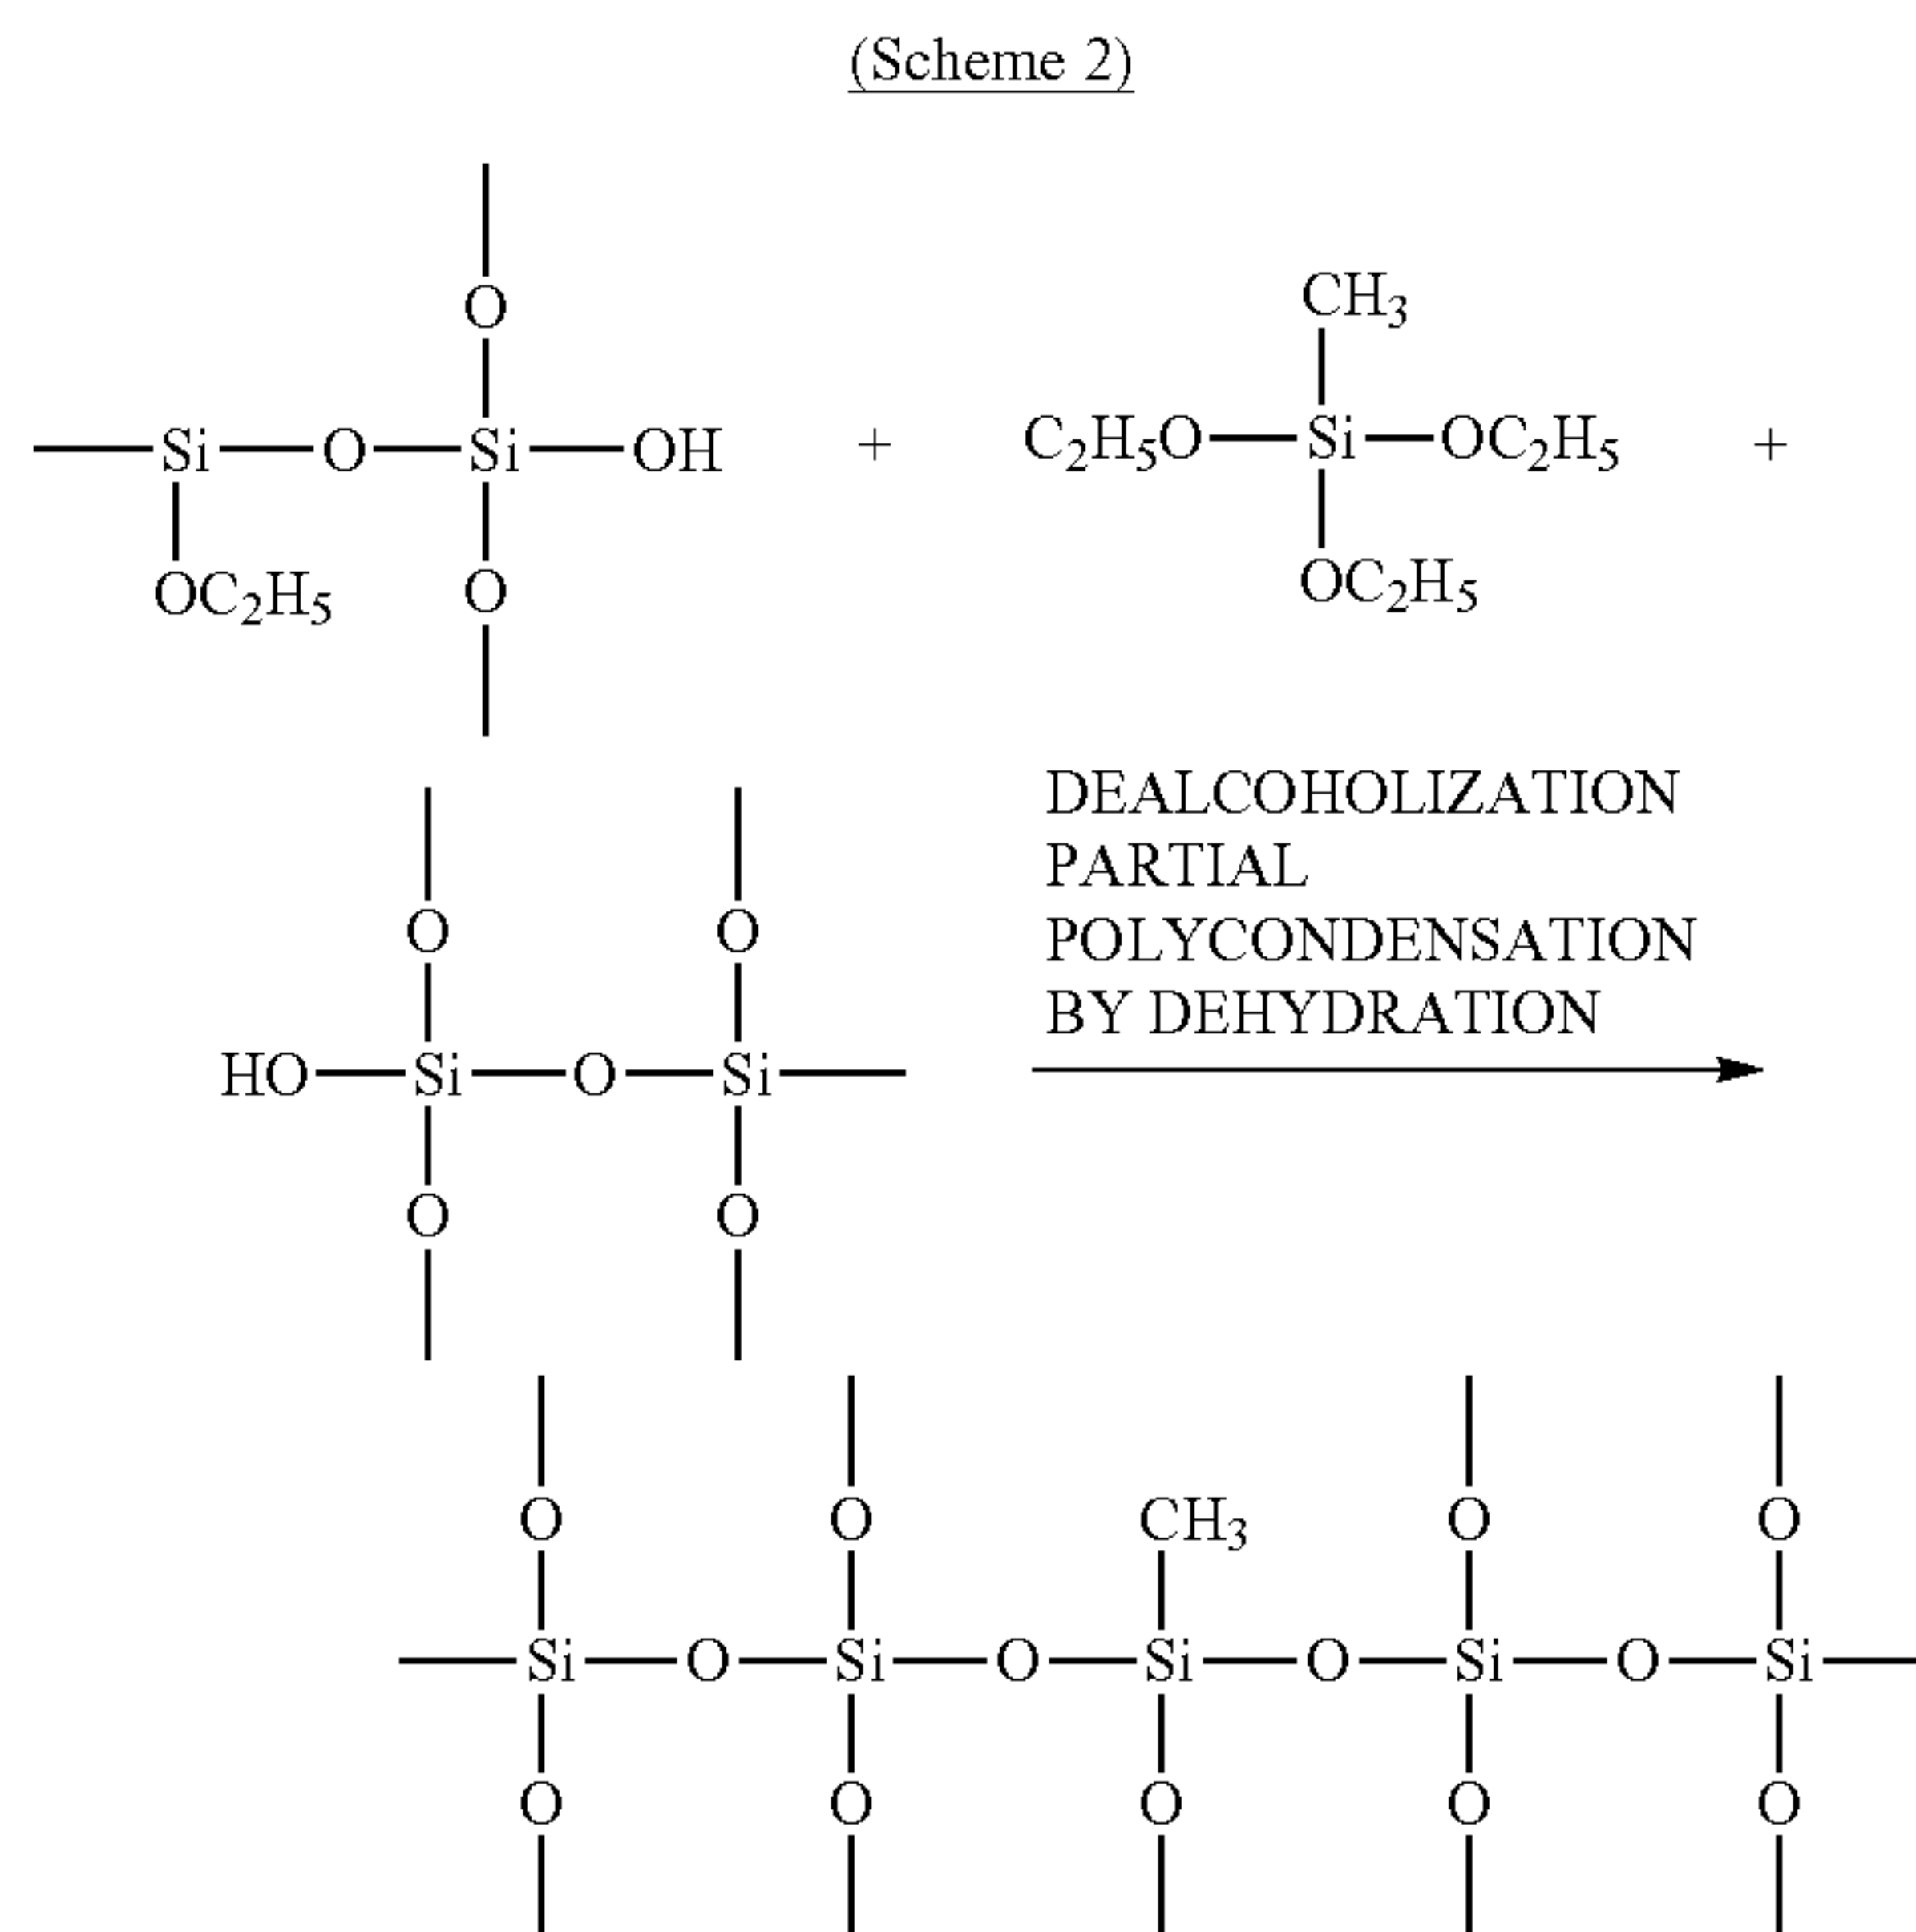 (Scheme 2)
O
CH₃
Si O Si OH + C₂H₅O Si OC₂H₅ +
OC₂H₅ O OC₂H₅
DEALCOHOLIZATION
PARTIAL
POLYCONDENSATION
BY DEHYDRATION
O O
HO Si O Si
O O
O O CH₃ O O
Si O Si O Si O Si O Si
O O O O O